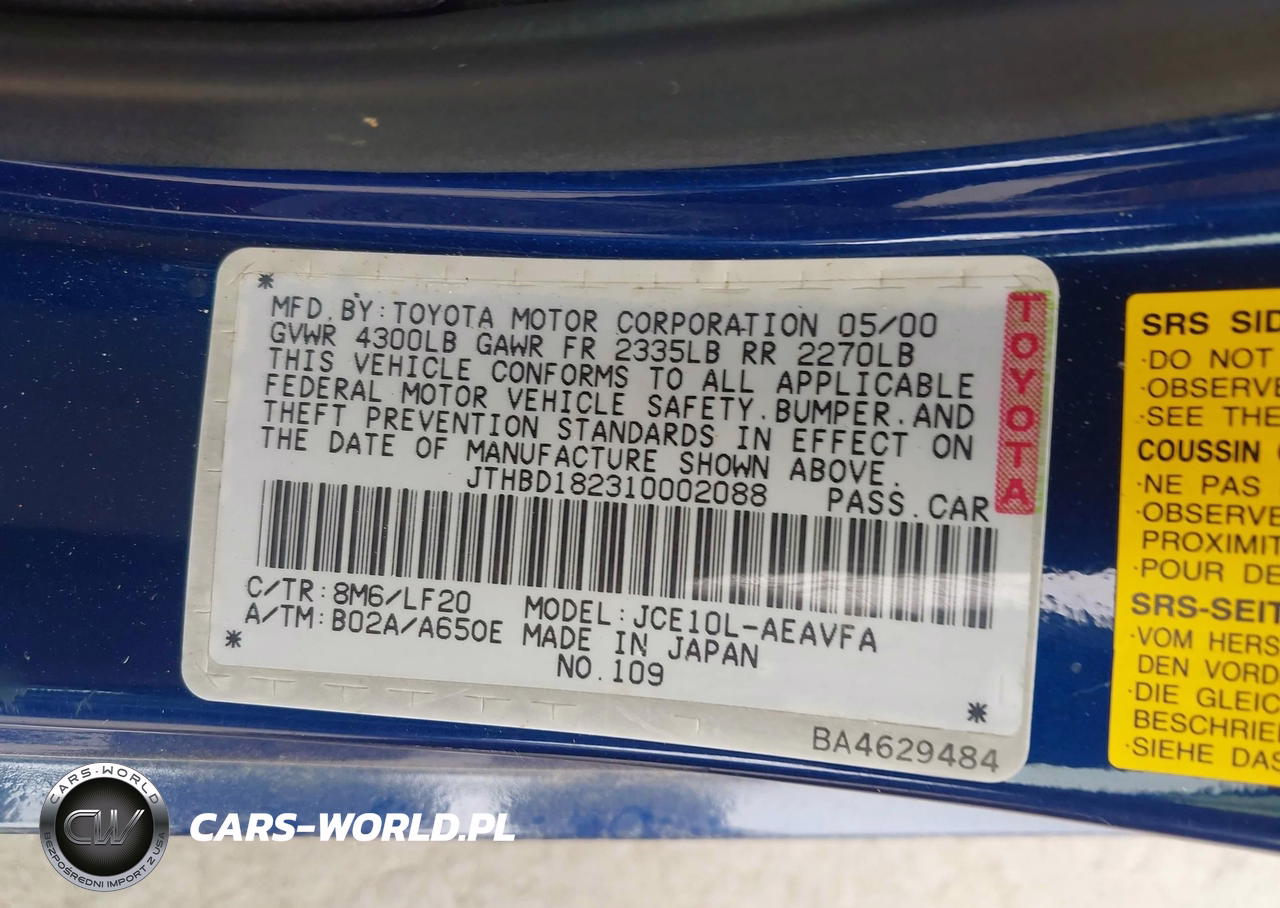 MFD. BY: TOYOTA MOTOR CORPORATION 05/00
GVWR 4300LB GAWR FR 2335LB RR 2270LB
THIS VEHICLE CONFORMS TO ALL APPLICABLE
FEDERAL MOTOR VEHICLE SAFETY. BUMPER. AND
THEFT PREVENTION STANDARDS IN EFFECT ON
THE DATE OF MANUFACTURE SHOWN ABOVE.
JTHBD182310002088 PASS. CAR
C/TR: 8M6/LF20 MODEL: JCE10L-AEAVFA
A/TM: B02A/A650E MADE IN JAPAN
NO. 109
BA4629484
TOYOTA
SRS SID
·DO NOT
·OBSERVE
·SEE THE
COUSSIN
·NE PAS
·OBSERVE
PROXIMIT
·POUR DE
SRS-SEIT
·VOM HERS
DEN VORD
·DIE GLEIC
BESCHRIE
·SIEHE DAS
CARS-WORLD
CW
BEZPOŚREDNI IMPORT Z USA
CARS-WORLD.PL